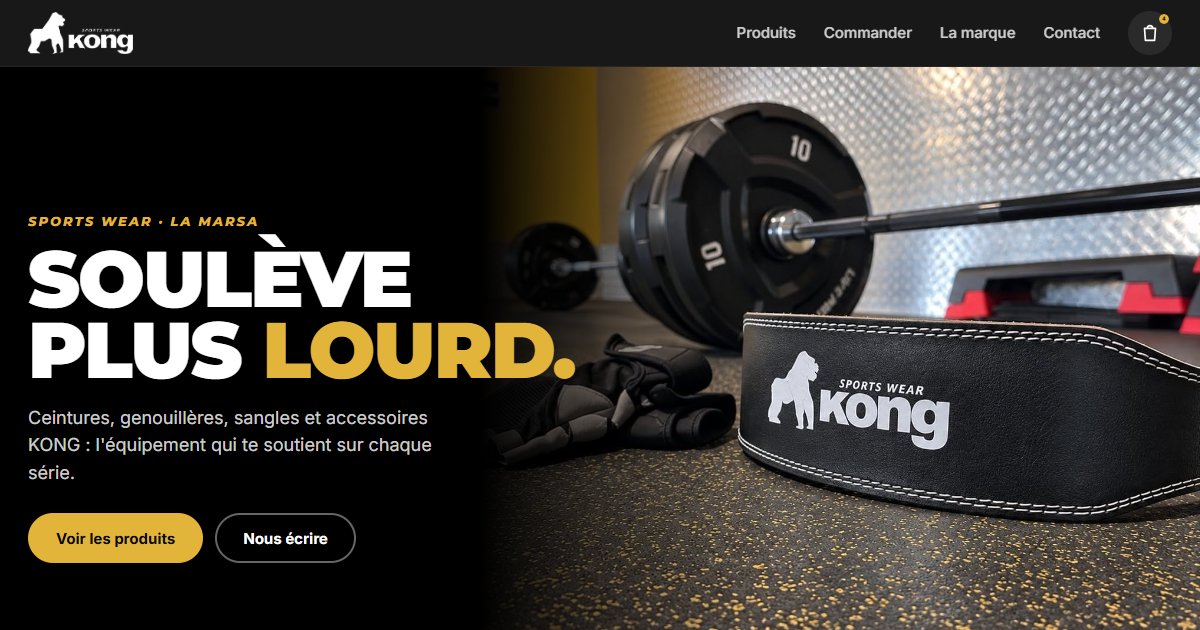 SPORTS WEAR
Kong
Produits
Commander
La marque
Contact
4
SPORTS WEAR · LA MARSA
SOULÈVE
PLUS LOURD.
Ceintures, genouillères, sangles et accessoires
KONG : l'équipement qui te soutient sur chaque
série.
Voir les produits
Nous écrire
10
10
SPORTS WEAR
Kong